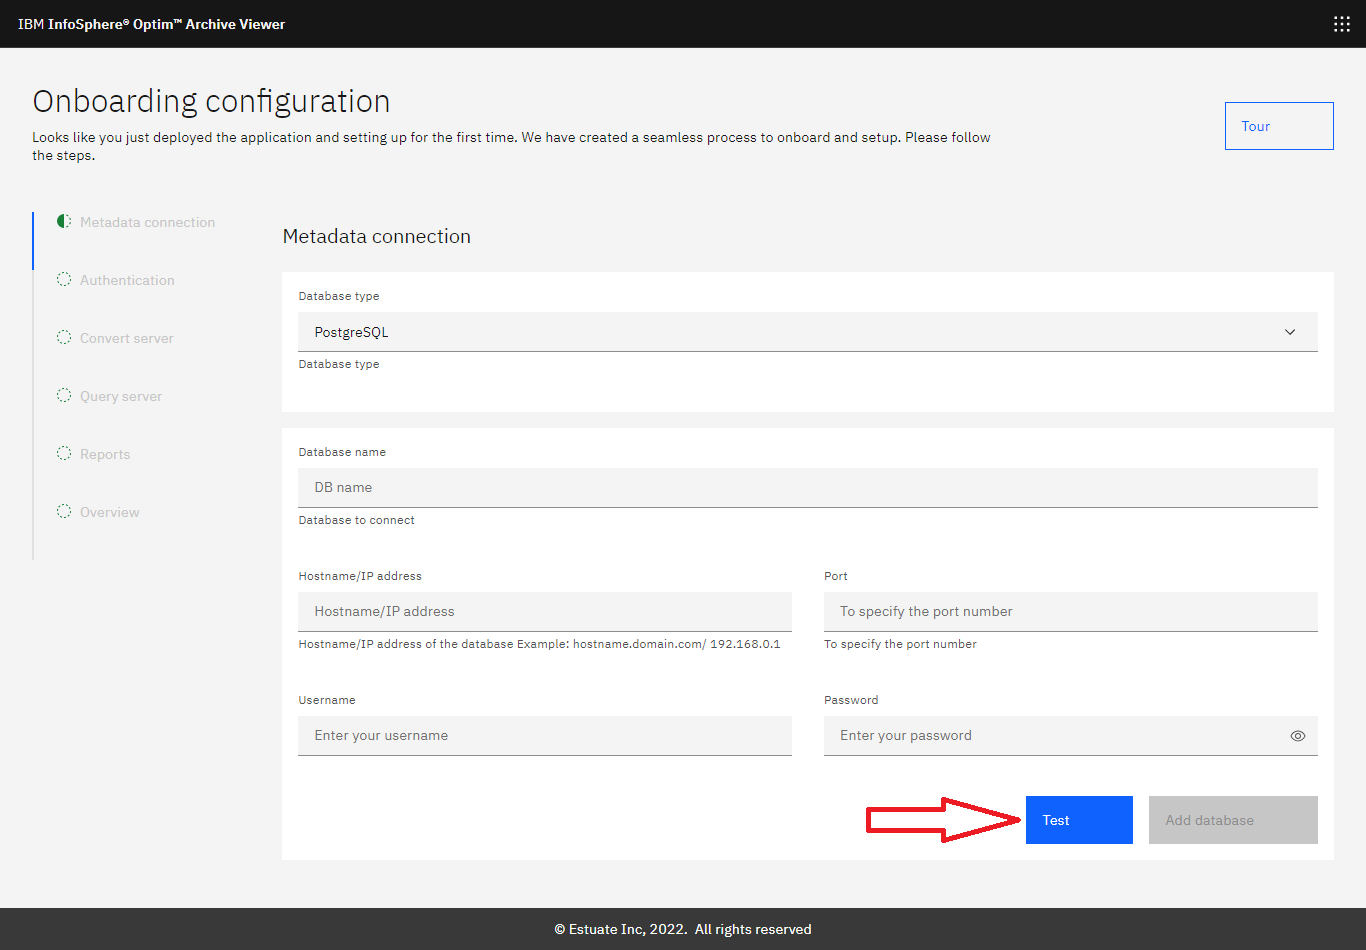 IBM InfoSphere® Optim™ Archive Viewer
Onboarding configuration
Looks like you just deployed the application and setting up for the first time. We have created a seamless process to onboard and setup. Please follow
the steps.
Tour
Metadata connection
Authentication
Convert server
Query server
Reports
Overview
Metadata connection
Database type
PostgreSQL
Database type
Database name
DB name
Database to connect
Hostname/IP address
Hostname/IP address
Hostname/IP address of the database Example: hostname.domain.com/ 192.168.0.1
Port
To specify the port number
To specify the port number
Username
Enter your username
Password
Enter your password
Test
Add database
© Estuate Inc, 2022. All rights reserved